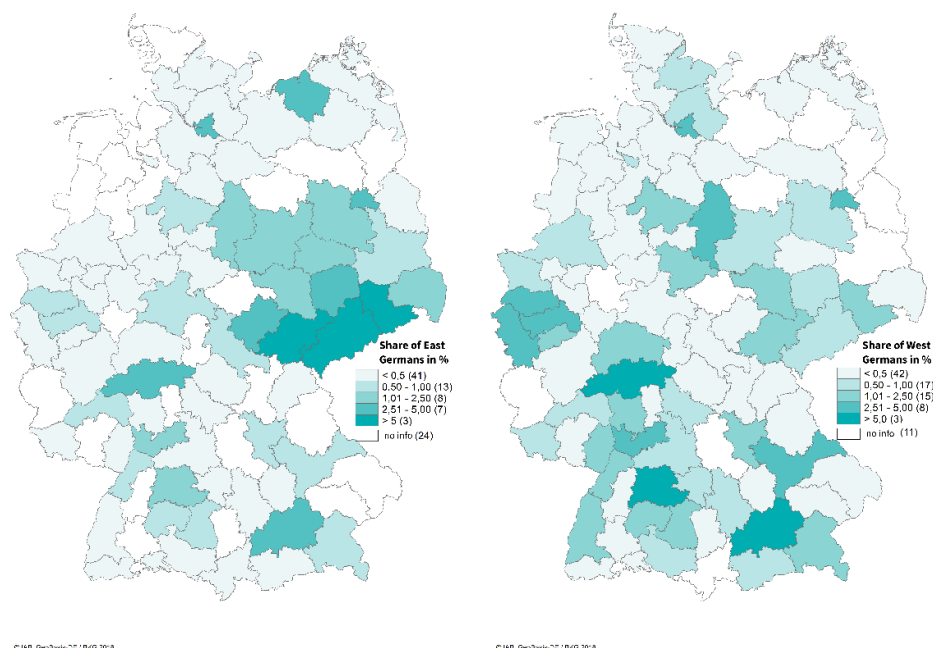 Share of East
Germans in %
< 0,5 (41)
0,50 - 1,00 (13)
1,01 - 2,50 (8)
2,51 - 5,00 (7)
> 5 (3)
no info (24)
Share of West
Germans in %
< 0,5 (42)
0,50 - 1,00 (17)
1,01 - 2,50 (15)
2,51 - 5,00 (8)
> 5,0 (3)
no info (11)